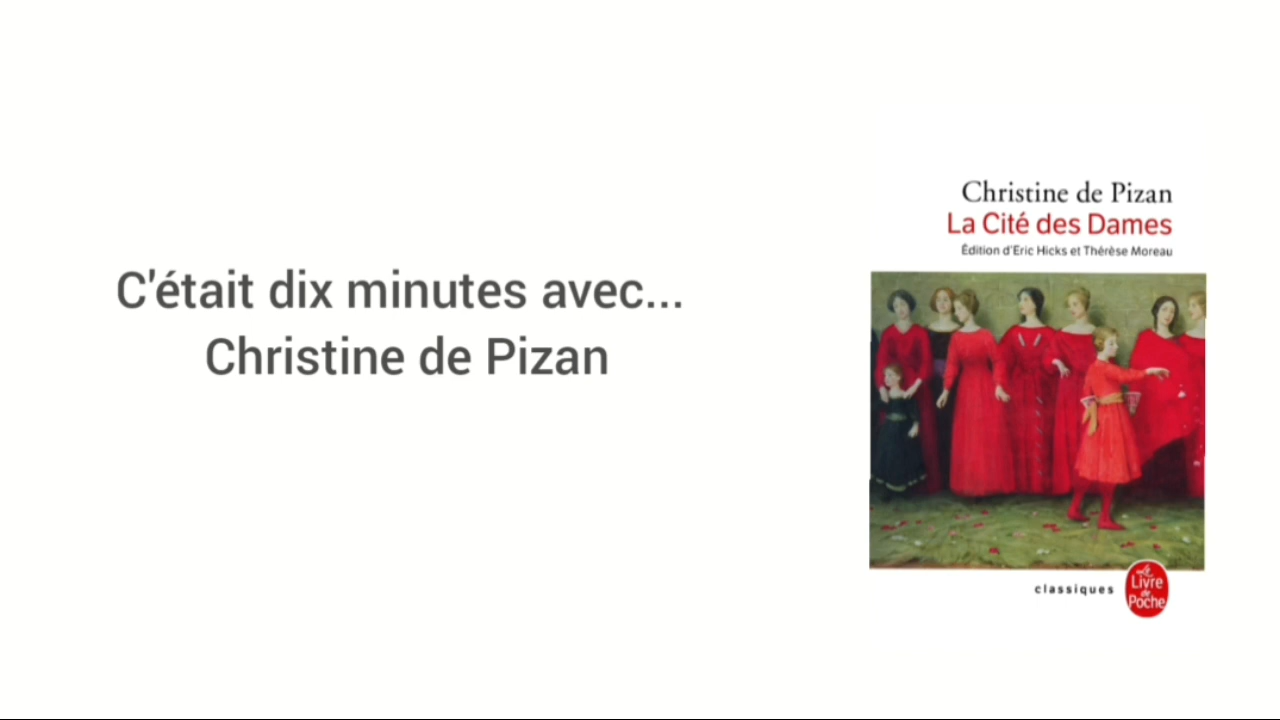 C'était dix minutes avec...
Christine de Pizan
Christine de Pizan
La Cité des Dames
Édition d'Eric Hicks et Thérèse Moreau
classiques
Le
Livre
de
Poche